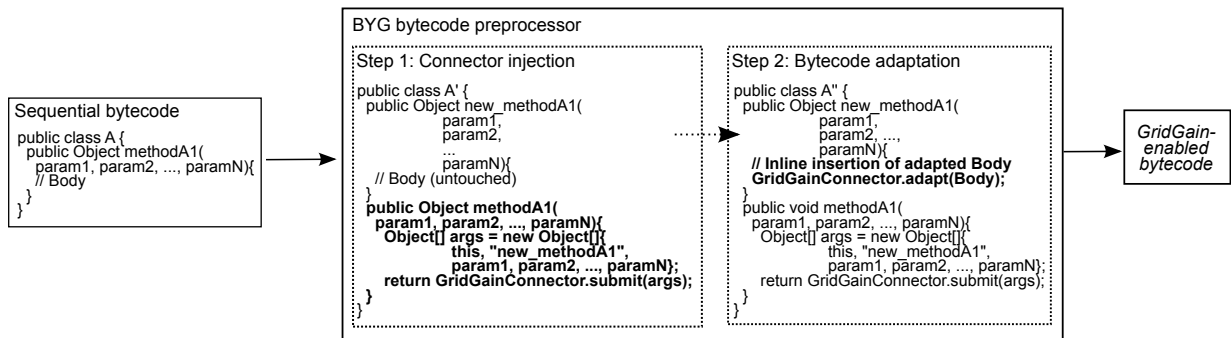 Sequential bytecode
public class A {
public Object methodA1(
param1, param2, ..., paramN){
// Body
}
}
BYG bytecode preprocessor
Step 1: Connector injection
public class A' {
public Object new_methodA1(
param1,
param2,
...
paramN){
// Body (untouched)
}
public Object methodA1(
param1, param2, ..., paramN){
Object[] args = new Object[]{
this, "new_methodA1",
param1, param2, ..., paramN};
return GridGainConnector.submit(args);
}
}
Step 2: Bytecode adaptation
public class A'' {
public Object new_methodA1(
param1,
param2, ...,
paramN){
// Inline insertion of adapted Body
GridGainConnector.adapt(Body);
}
public void methodA1(
param1, param2, ..., paramN){
Object[] args = new Object[]{
this, "new_methodA1",
param1, param2, ..., paramN};
return GridGainConnector.submit(args);
}
}
GridGain-
enabled
bytecode